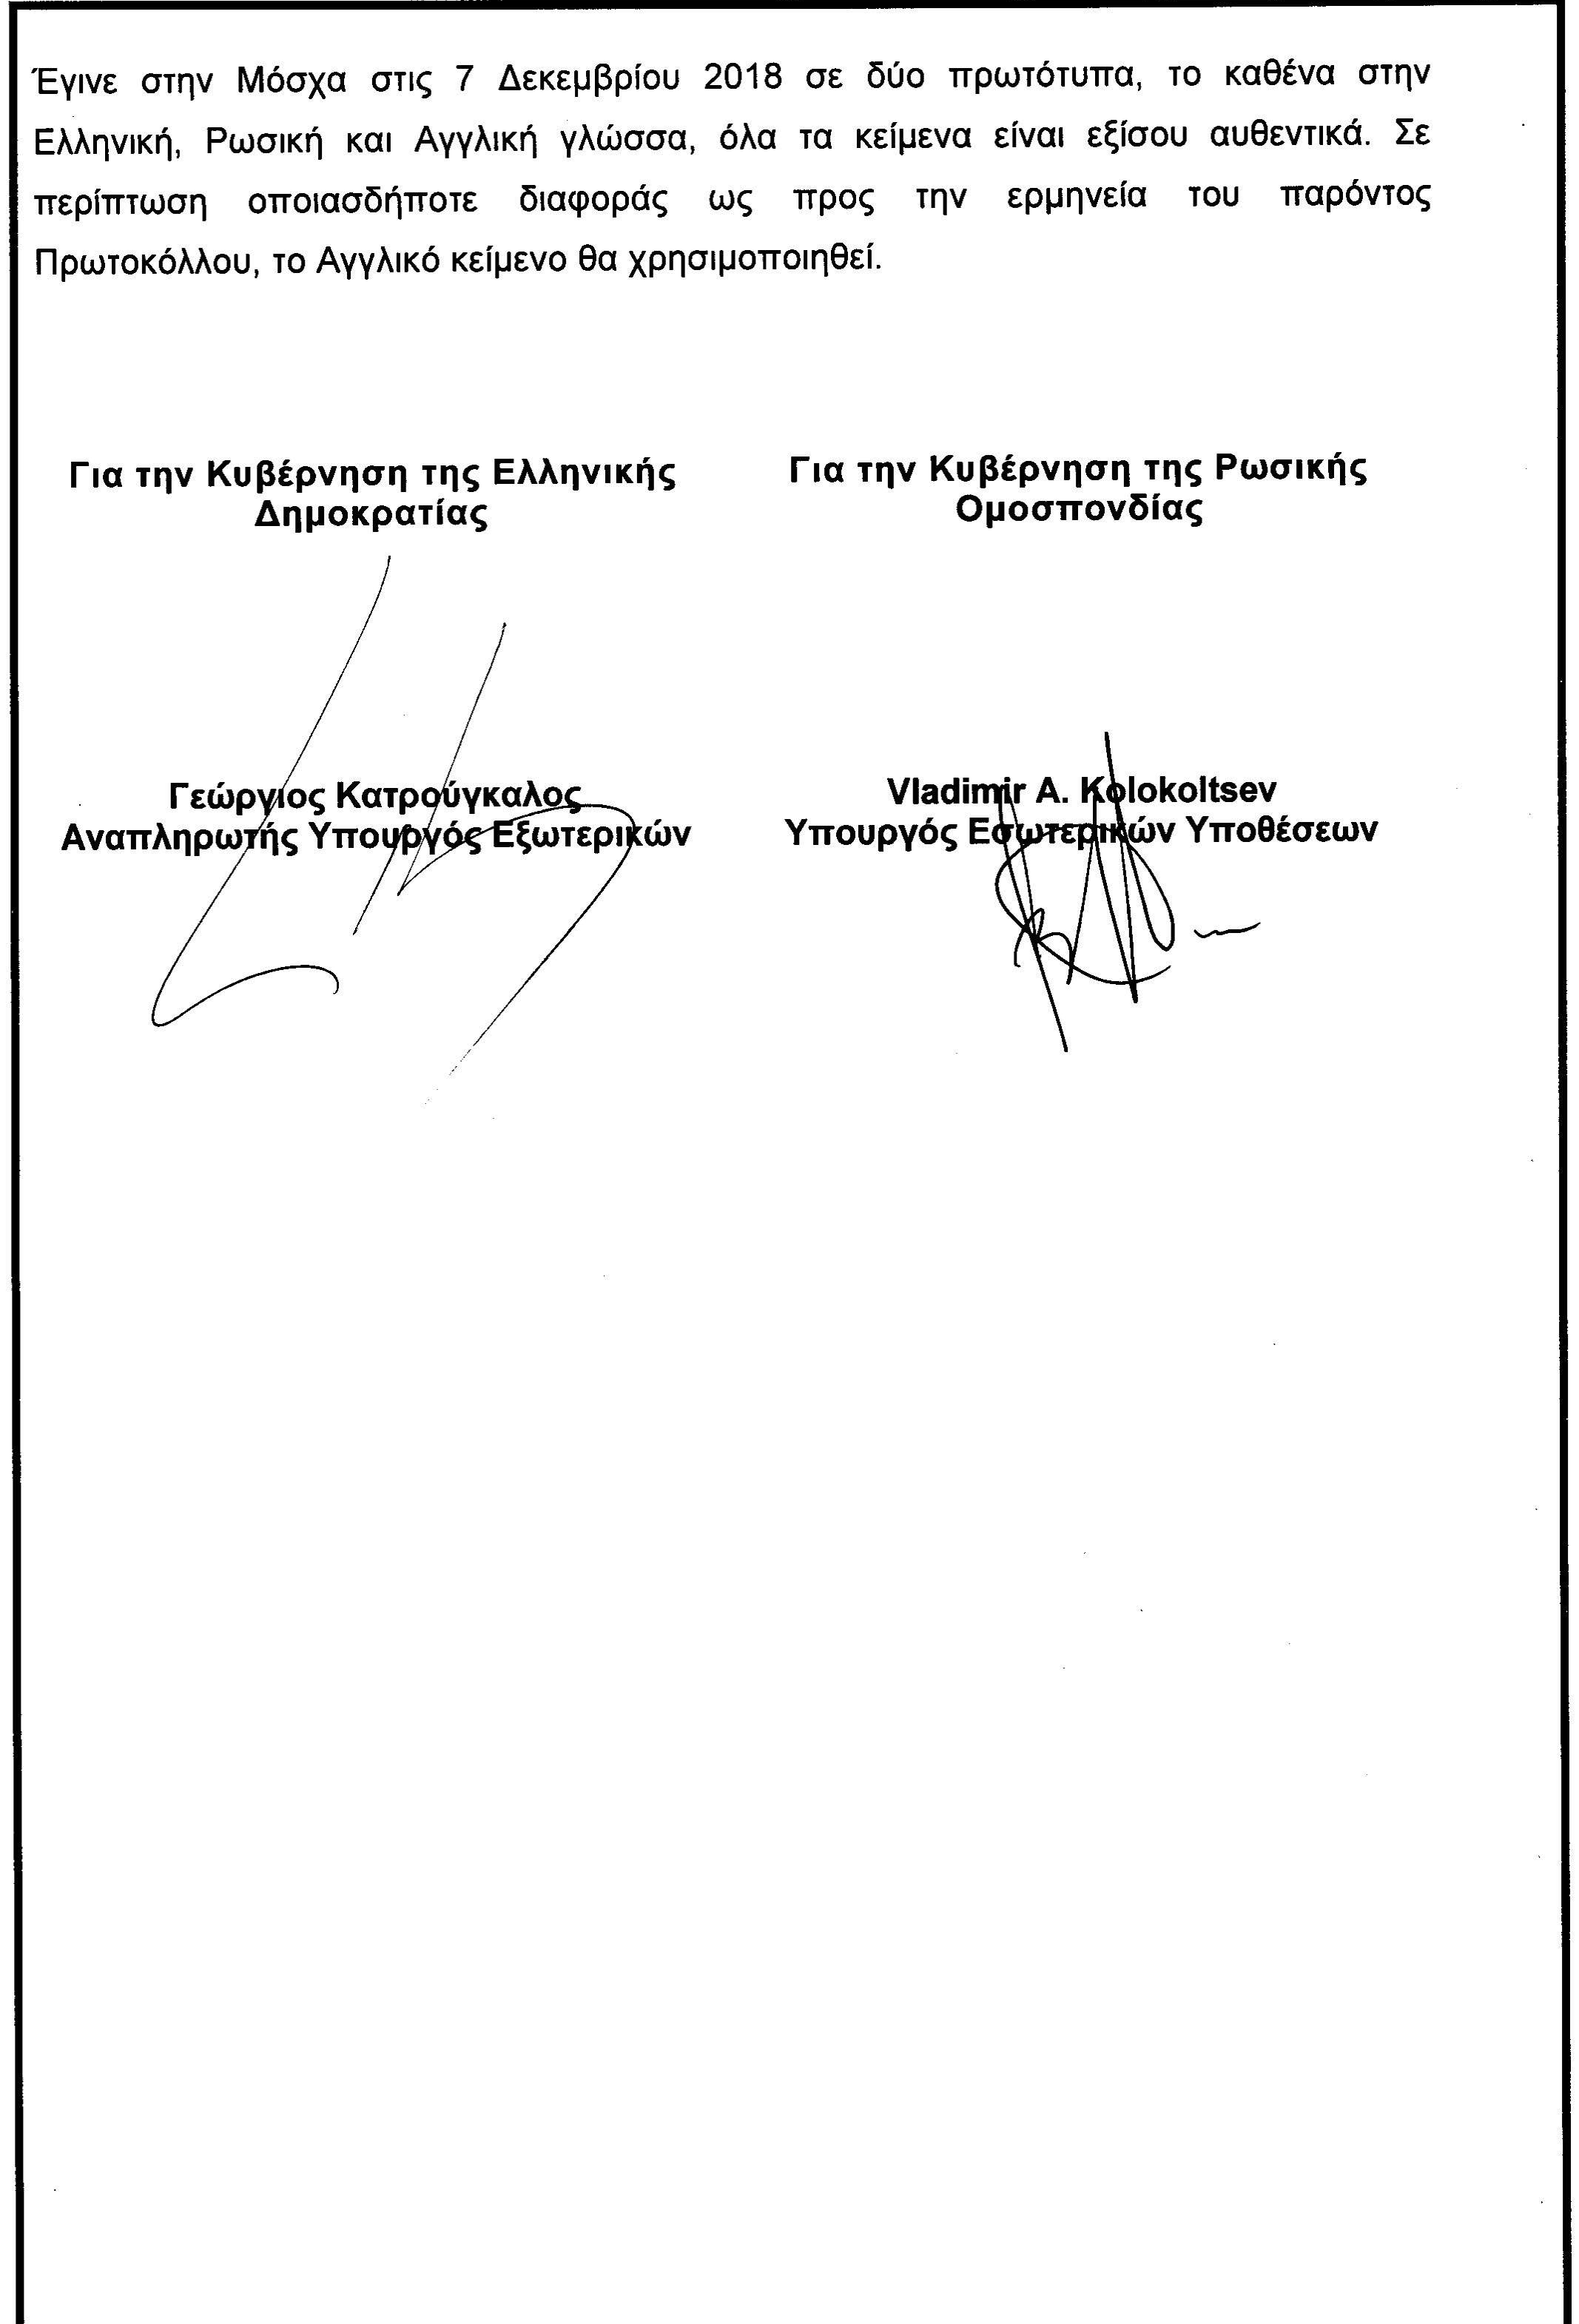 Έγινε στην Μόσχα στις 7 Δεκεμβρίου 2018 σε δύο πρωτότυπα, το καθένα στην
Ελληνική, Ρωσική και Αγγλική γλώσσα, όλα τα κείμενα είναι εξίσου αυθεντικά. Σε
περίπτωση οποιασδήποτε διαφοράς ως προς την ερμηνεία του παρόντος
Πρωτοκόλλου, το Αγγλικό κείμενο θα χρησιμοποιηθεί.
Για την Κυβέρνηση της Ελληνικής
Δημοκρατίας
Γεώργιος Κατρούγκαλος
Αναπληρωτής Υπουργός Εξωτερικών
Για την Κυβέρνηση της Ρωσικής
Ομοσπονδίας
Vladimir A. Kolokoltsev
Υπουργός Εσωτερικών Υποθέσεων